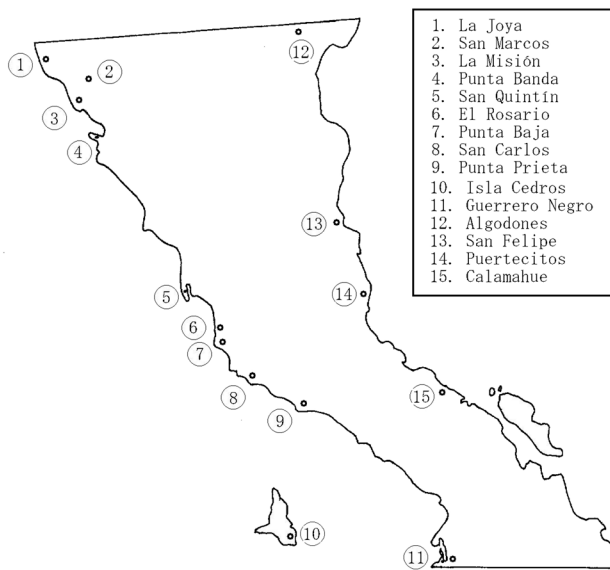 1. La Joya
2. San Marcos
3. La Misión
4. Punta Banda
5. San Quintín
6. El Rosario
7. Punta Baja
8. San Carlos
9. Punta Prieta
10. Isla Cedros
11. Guerrero Negro
12. Algodones
13. San Felipe
14. Puertecitos
15. Calamahue
1
2
12
3
4
13
5
14
6
7
8
15
9
10
11